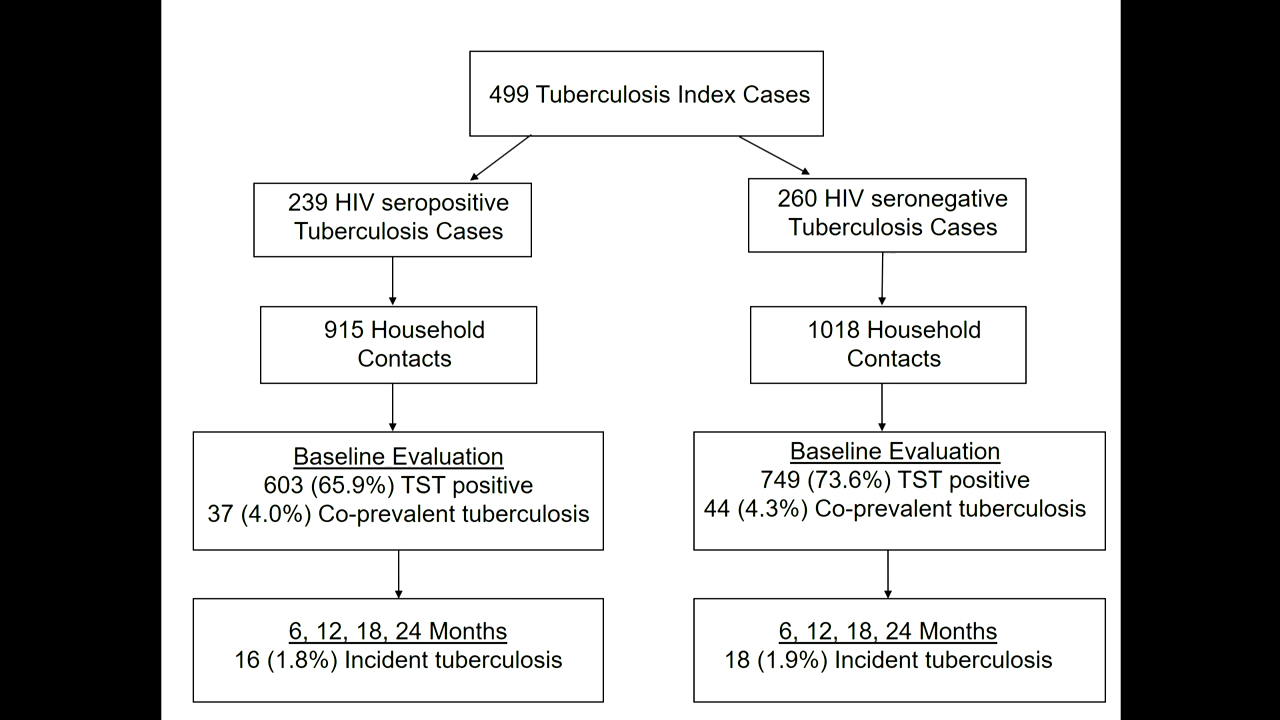 499 Tuberculosis Index Cases
239 HIV seropositive
Tuberculosis Cases
260 HIV seronegative
Tuberculosis Cases
915 Household
Contacts
1018 Household
Contacts
Baseline Evaluation
603 (65.9%) TST positive
37 (4.0%) Co-prevalent tuberculosis
Baseline Evaluation
749 (73.6%) TST positive
44 (4.3%) Co-prevalent tuberculosis
6, 12, 18, 24 Months
16 (1.8%) Incident tuberculosis
6, 12, 18, 24 Months
18 (1.9%) Incident tuberculosis